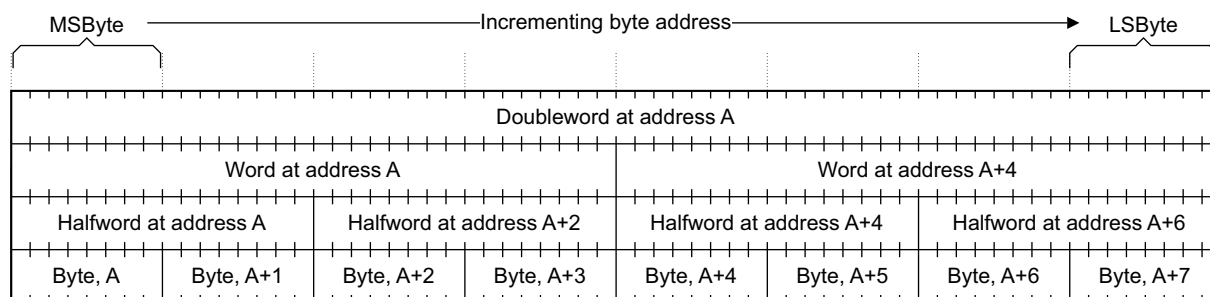 MSByte Incrementing byte address LSByte
Doubleword at address A
Word at address A Word at address A+4
Halfword at address A Halfword at address A+2 Halfword at address A+4 Halfword at address A+6
Byte, A Byte, A+1 Byte, A+2 Byte, A+3 Byte, A+4 Byte, A+5 Byte, A+6 Byte, A+7